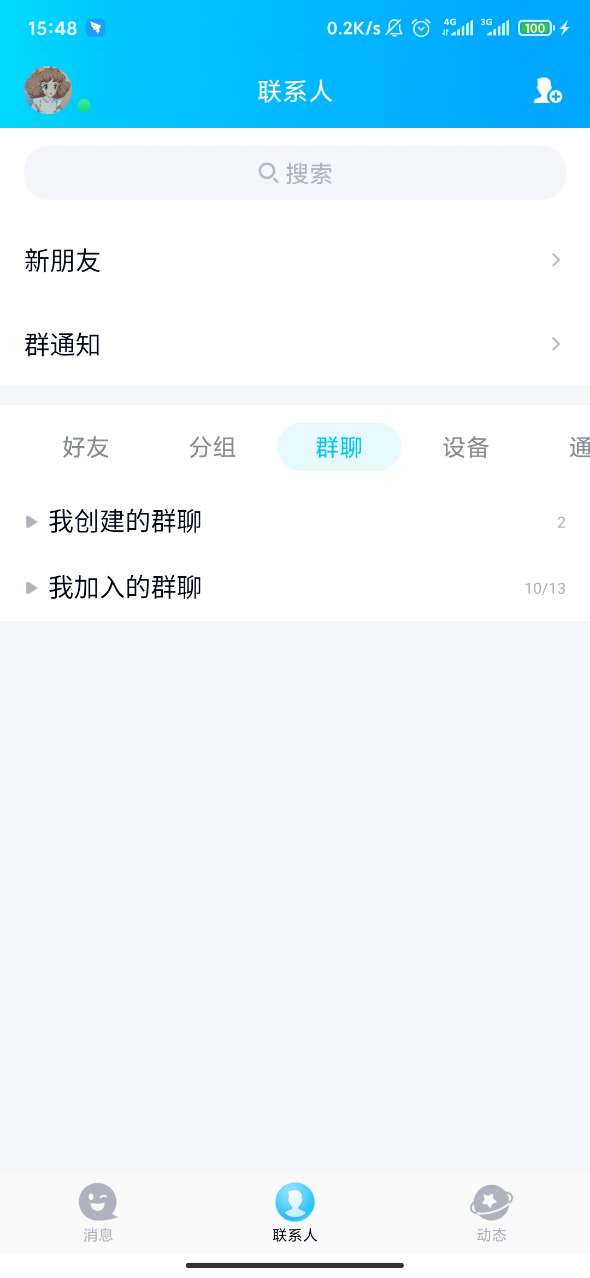 15:48 0.2K/s 4G 3G 100
联系人
搜索
新朋友
群通知
好友 分组 群聊 设备 通
我创建的群聊 2
我加入的群聊 10/13
消息 联系人 动态